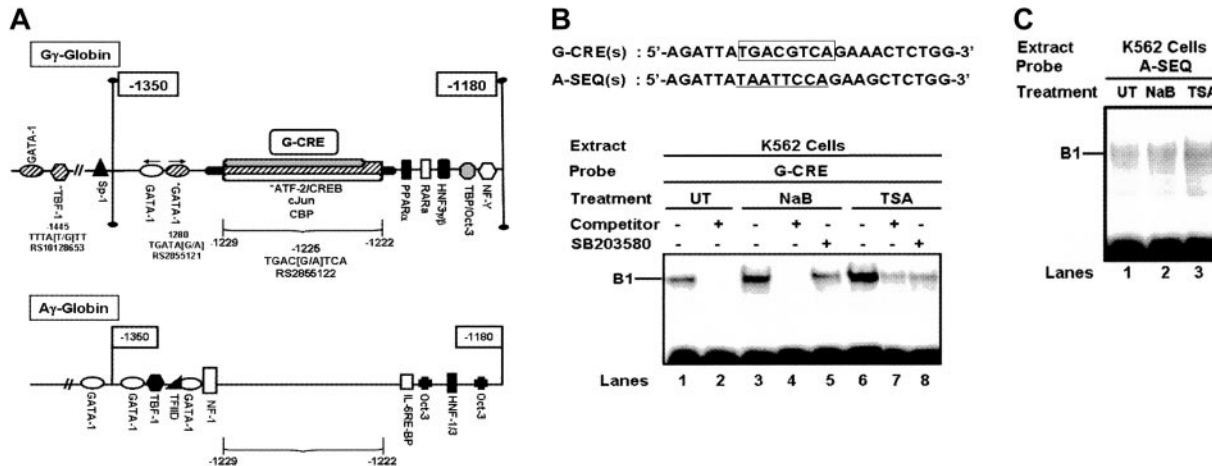 A
Gγ-Globin
-1350
-1180
G-CRE
GATA-1
*TBF-1
-1445
TTTA[T/G]TT
RS10128653
Sp-1
GATA-1
*GATA-1
1280
TGATA[G/A]
RS2855121
*ATF-2/CREB
cJun
CBP
-1229
-1222
-1225
TGAC[G/A]TCA
RS2855122
PPARα
RARa
HNF3γ/β
TBP/Oct-3
NF-Y
Aγ-Globin
-1350
-1180
GATA-1
GATA-1
TBF-1
TFIID
GATA-1
NF-1
IL-6RE-BP
Oct-3
HNF-1/3
Oct-3
-1229
-1222
B
G-CRE(s) : 5'-AGATTATGACGTCAGAAACTCTGG-3'
A-SEQ(s) : 5'-AGATTATAATTCCAGAAGCTCTGG-3'
Extract K562 Cells
Probe G-CRE
Treatment UT NaB TSA
Competitor - + - + - - + -
SB203580 - - - - + - - +
B1
Lanes 1 2 3 4 5 6 7 8
C
Extract K562 Cells
Probe A-SEQ
Treatment UT NaB TSA
B1
Lanes 1 2 3